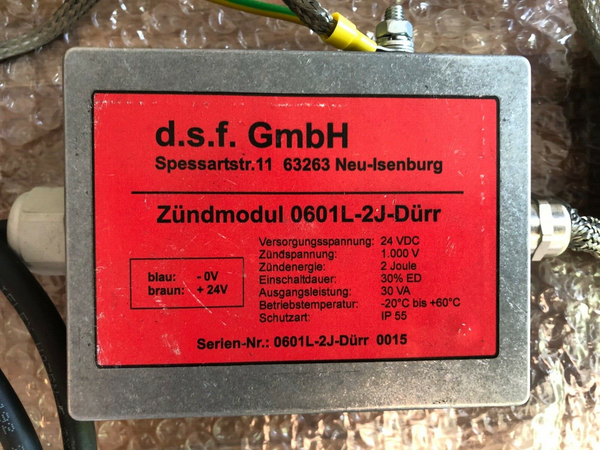 d.s.f. GmbH
Spessartstr.11 63263 Neu-Isenburg
Zündmodul 0601L-2J-Dürr
Versorgungsspannung: 24 VDC
Zündspannung: 1.000 V
Zündenergie: 2 Joule
Einschaltdauer: 30% ED
Ausgangsleistung: 30 VA
Betriebstemperatur: -20°C bis +60°C
Schutzart: IP 55
blau: - 0V
braun: + 24V
Serien-Nr.: 0601L-2J-Dürr 0015